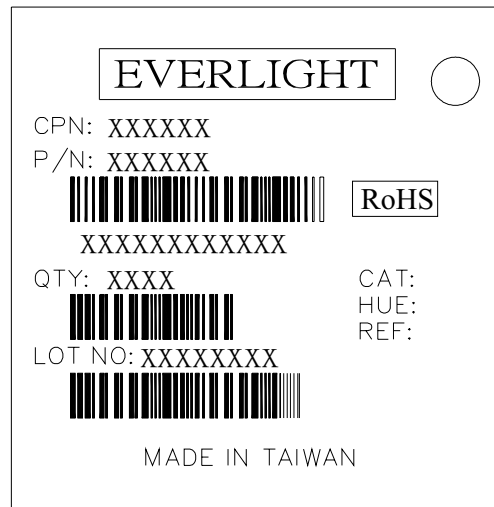 EVERLIGHT
CPN: XXXXXX
P/N: XXXXXX
RoHS
XXXXXXXXXXXX
QTY: XXXX
CAT:
HUE:
REF:
LOT NO: XXXXXXXX
MADE IN TAIWAN